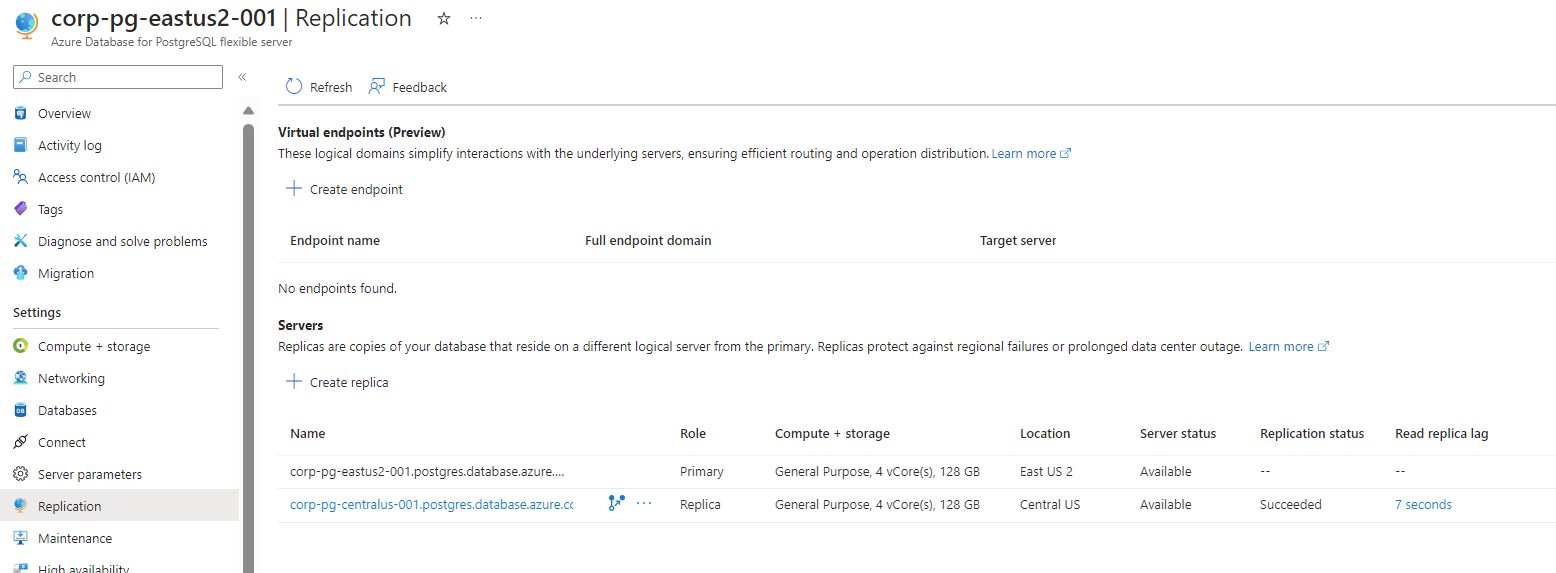 corp-pg-eastus2-001 | Replication
Azure Database for PostgreSQL flexible server
Search
Overview
Activity log
Access control (IAM)
Tags
Diagnose and solve problems
Migration
Settings
Compute + storage
Networking
Databases
Connect
Server parameters
Replication
Maintenance
High availability
Refresh
Feedback
Virtual endpoints (Preview)
These logical domains simplify interactions with the underlying servers, ensuring efficient routing and operation distribution. Learn more
Create endpoint
Endpoint name Full endpoint domain Target server
No endpoints found.
Servers
Replicas are copies of your database that reside on a different logical server from the primary. Replicas protect against regional failures or prolonged data center outage. Learn more
Create replica
Name Role Compute + storage Location Server status Replication status Read replica lag
corp-pg-eastus2-001.postgres.database.azure.... Primary General Purpose, 4 vCore(s), 128 GB East US 2 Available -- --
corp-pg-centralus-001.postgres.database.azure.cc ... Replica General Purpose, 4 vCore(s), 128 GB Central US Available Succeeded 7 seconds